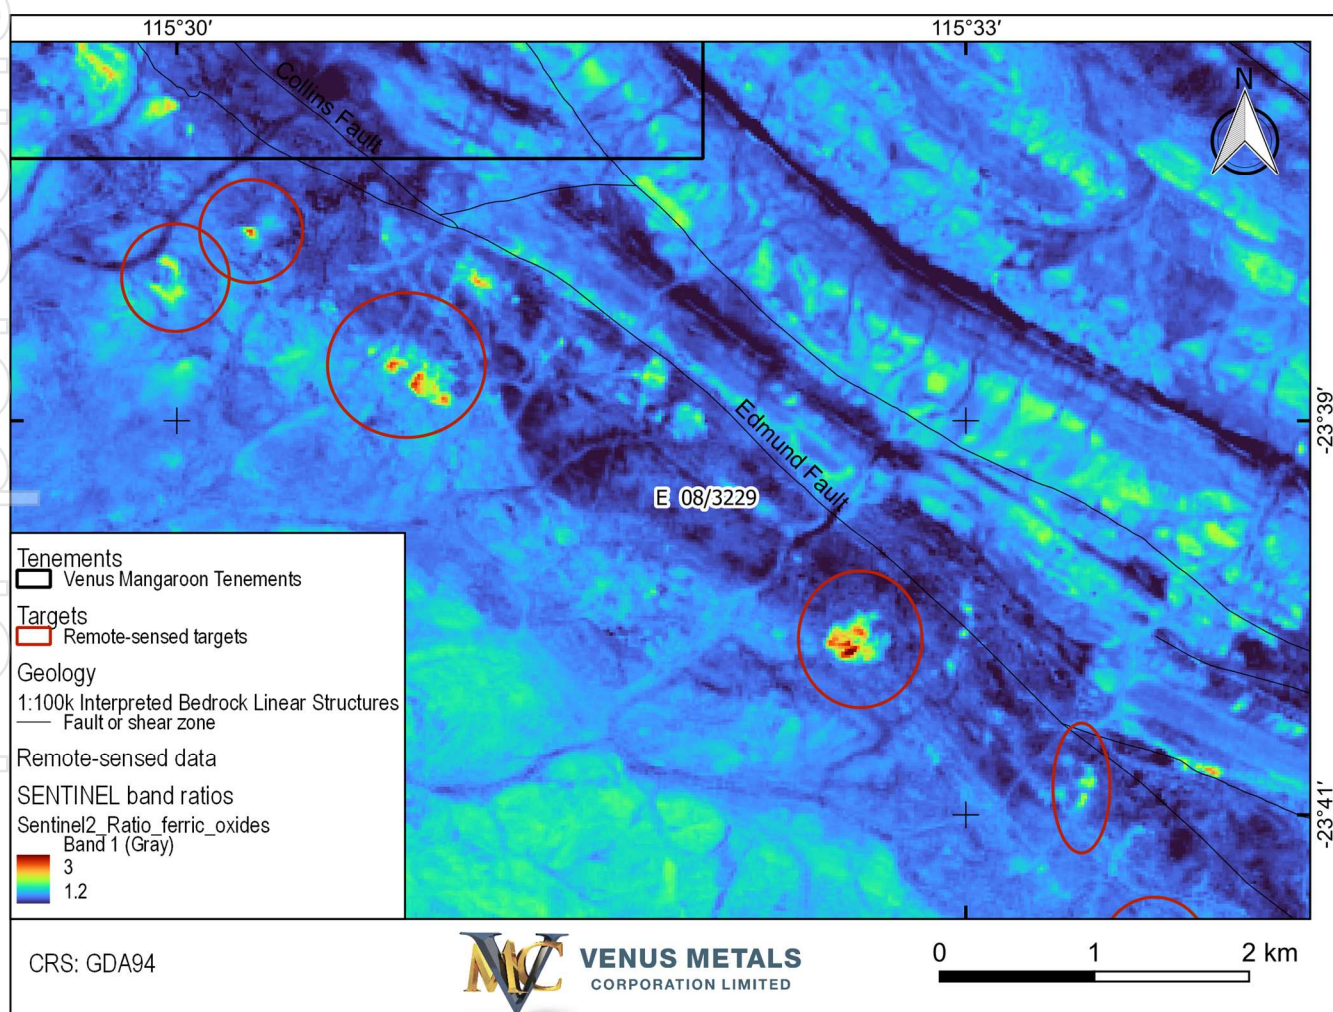 115°30′
115°33′
N
Collins Fault
-23°39′
Edmund Fault
E 08/3229
Tenements
Venus Mangaroon Tenements
Targets
Remote-sensed targets
Geology
1:100k Interpreted Bedrock Linear Structures
Fault or shear zone
Remote-sensed data
SENTINEL band ratios
Sentinel2_Ratio_ferric_oxides
Band 1 (Gray)
3
1.2
-23°41′
CRS: GDA94
VMC
VENUS METALS
CORPORATION LIMITED
0 1 2 km